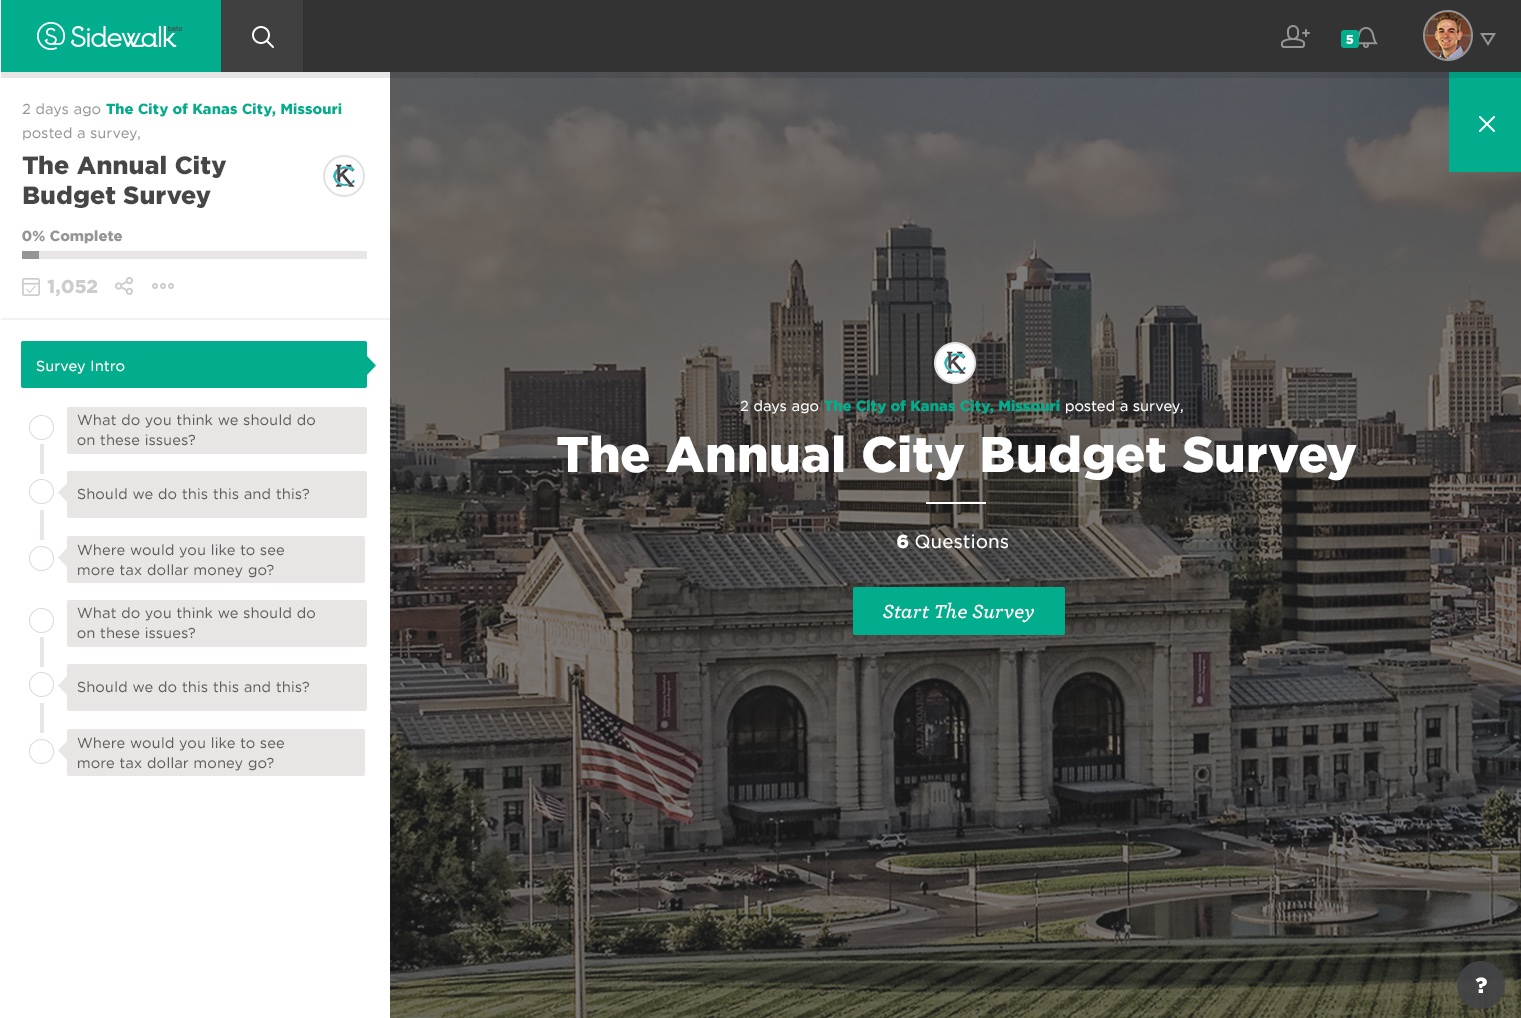 Sidewalk beta
5
2 days ago The City of Kanas City, Missouri
posted a survey,
The Annual City
Budget Survey
KC
0% Complete
1,052
Survey Intro
What do you think we should do
on these issues?
Should we do this this and this?
Where would you like to see
more tax dollar money go?
What do you think we should do
on these issues?
Should we do this this and this?
Where would you like to see
more tax dollar money go?
KC
2 days ago The City of Kanas City, Missouri posted a survey,
The Annual City Budget Survey
6 Questions
Start The Survey
?